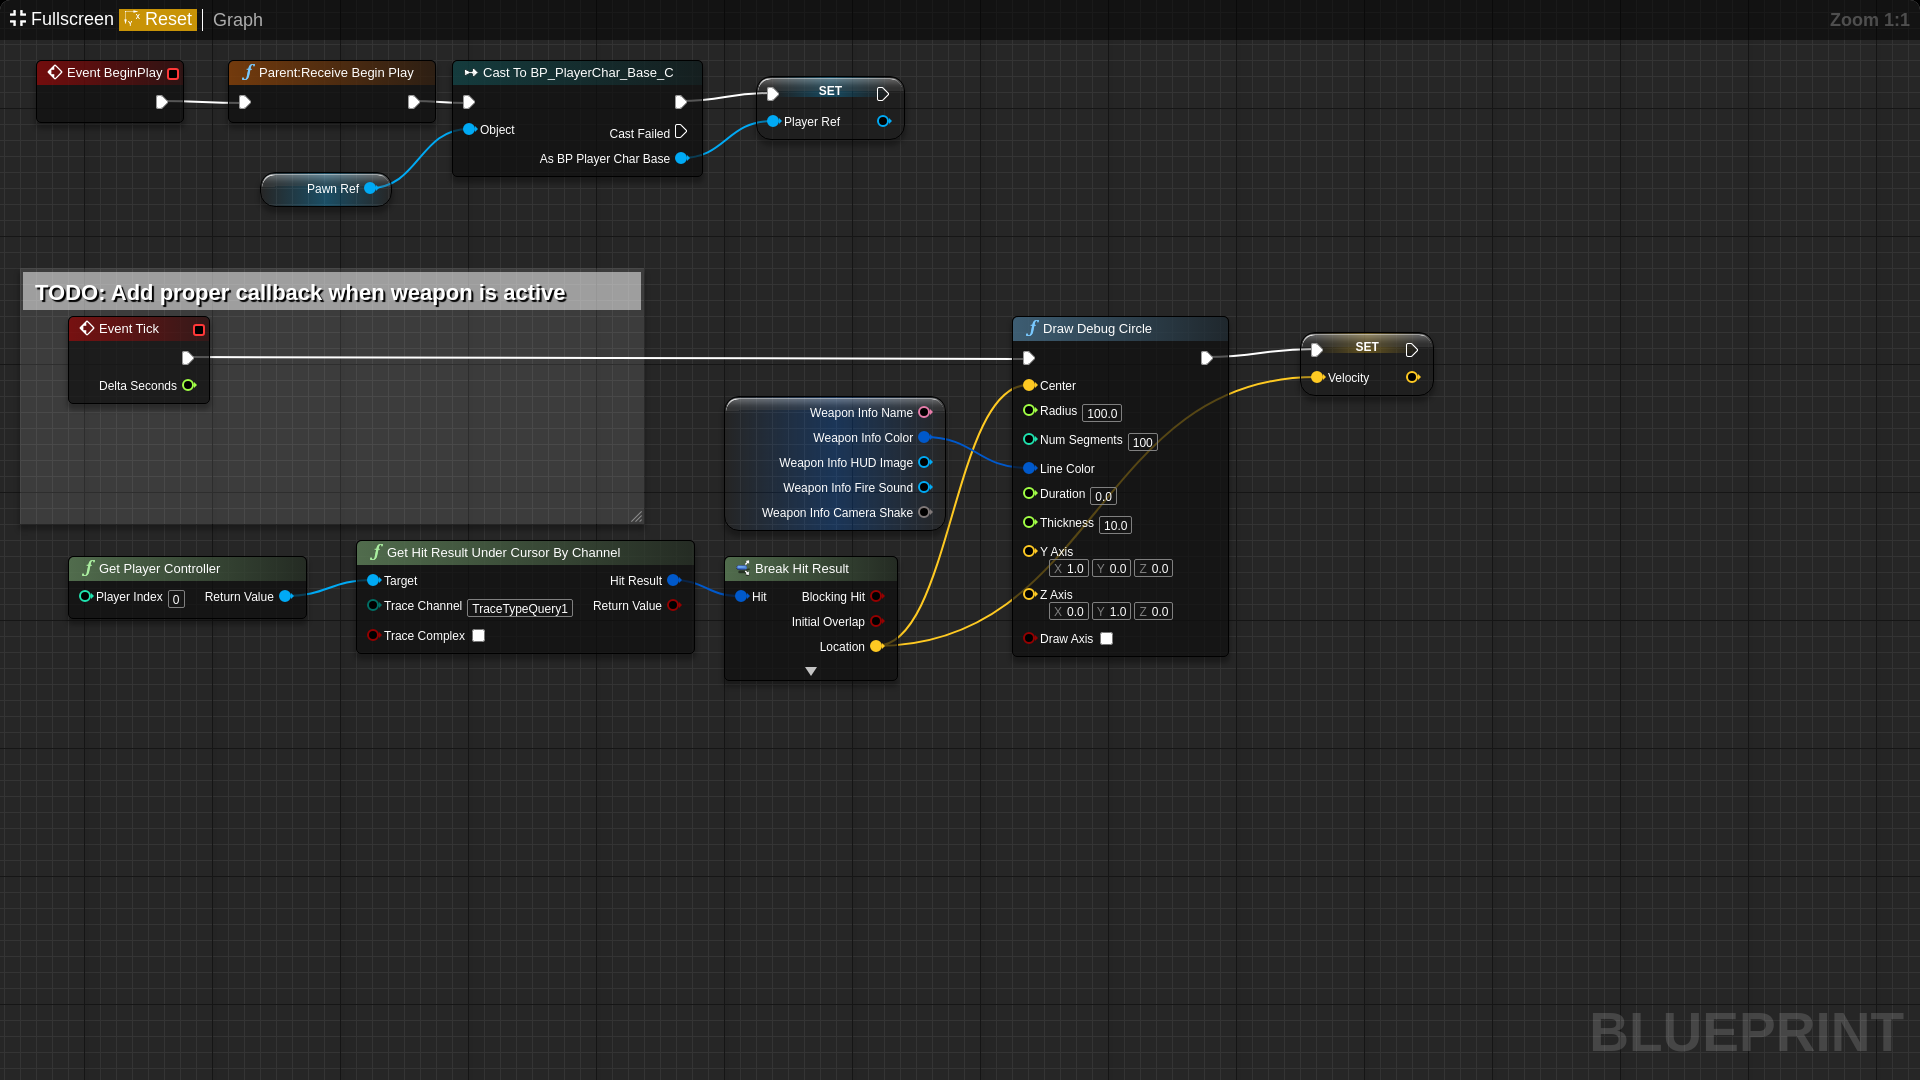 Fullscreen Reset Graph
Zoom 1:1
Event BeginPlay
Parent:Receive Begin Play
Cast To BP_PlayerChar_Base_C
Object
Cast Failed
As BP Player Char Base
SET
Player Ref
Pawn Ref
TODO: Add proper callback when weapon is active
Event Tick
Delta Seconds
Draw Debug Circle
Center
Radius 100.0
Num Segments 100
Line Color
Duration 0.0
Thickness 10.0
Y Axis
X 1.0 Y 0.0 Z 0.0
Z Axis
X 0.0 Y 1.0 Z 0.0
Draw Axis
SET
Velocity
Weapon Info Name
Weapon Info Color
Weapon Info HUD Image
Weapon Info Fire Sound
Weapon Info Camera Shake
Get Player Controller
Player Index 0 Return Value
Get Hit Result Under Cursor By Channel
Target Hit Result
Trace Channel TraceTypeQuery1 Return Value
Trace Complex
Break Hit Result
Hit Blocking Hit
Initial Overlap
Location
BLUEPRINT